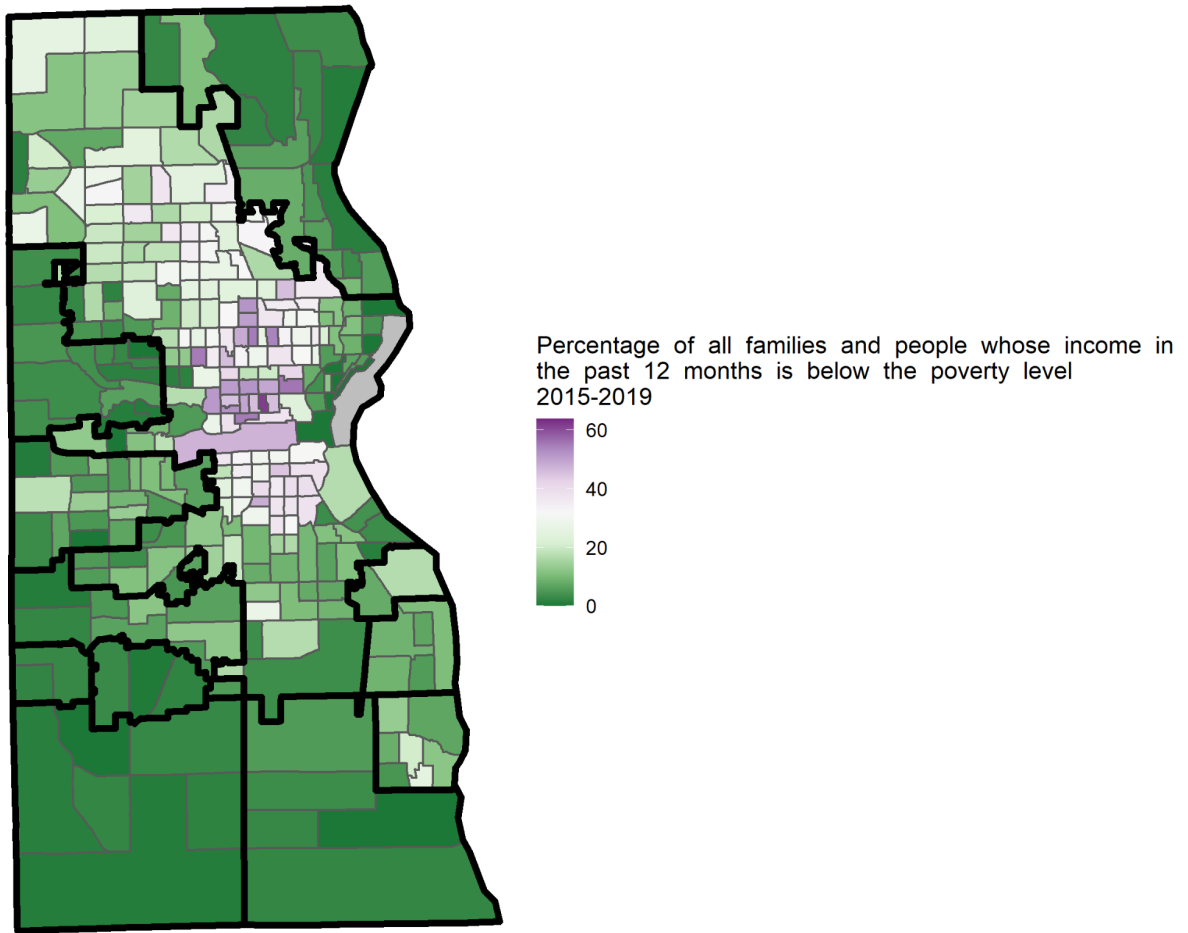 Percentage of all families and people whose income in
the past 12 months is below the poverty level
2015-2019
60
40
20
0